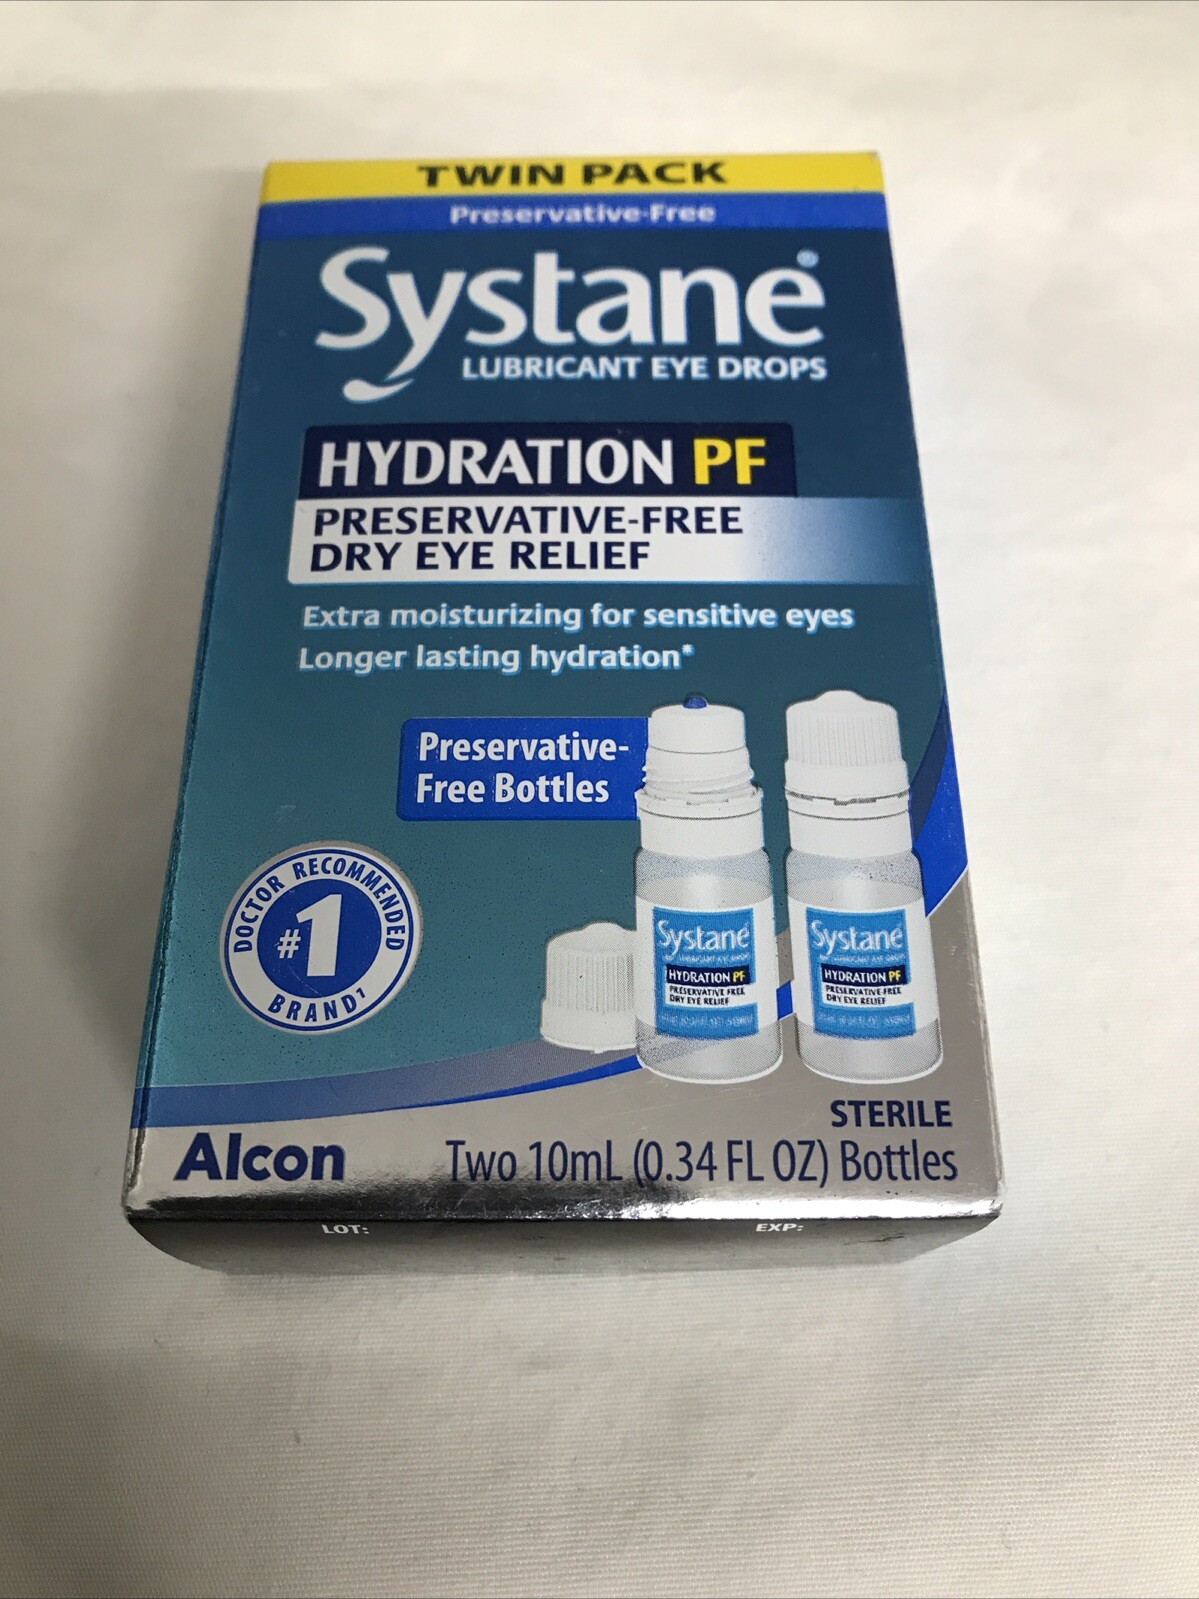 TWIN PACK
Preservative-Free
Systane®
LUBRICANT EYE DROPS
HYDRATION PF
PRESERVATIVE-FREE
DRY EYE RELIEF
Extra moisturizing for sensitive eyes
Longer lasting hydration*
Preservative-
Free Bottles
DOCTOR RECOMMENDED
#1
BRAND¹
Systane
HYDRATION PF
PRESERVATIVE FREE
DRY EYE RELIEF
Systane
HYDRATION PF
PRESERVATIVE-FREE
DRY EYE RELIEF
STERILE
Alcon
Two 10mL (0.34 FL OZ) Bottles
LOT:
EXP: